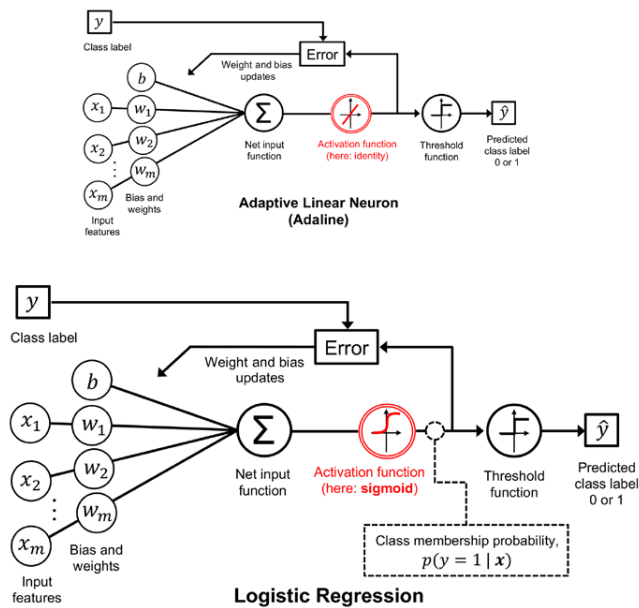 y
Class label
Error
Weight and bias
updates
b
x₁
w₁
x₂
w₂
⋮
xₘ
wₘ
Σ
Net input
function
Activation function
(here: identity)
Threshold
function
ŷ
Predicted
class label
0 or 1
Input
features
Bias and
weights
Adaptive Linear Neuron
(Adaline)
y
Class label
Error
Weight and bias
updates
b
x₁
w₁
x₂
w₂
⋮
xₘ
wₘ
Σ
Net input
function
Activation function
(here: sigmoid)
Threshold
function
ŷ
Predicted
class label
0 or 1
Class membership probability,
p(y = 1 | x)
Input
features
Bias and
weights
Logistic Regression